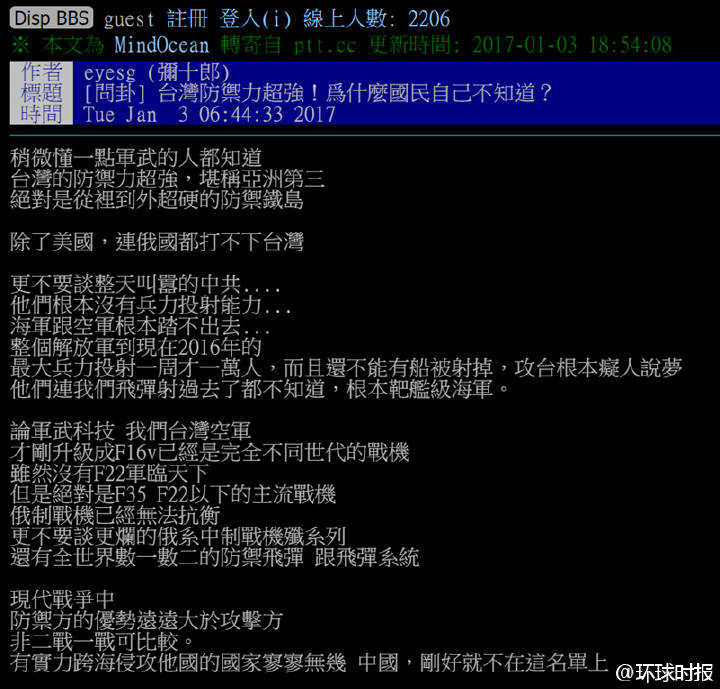 Disp BBS guest 註冊 登入(i) 線上人數: 2206
※ 本文為 MindOcean 轉寄自 ptt.cc 更新時間: 2017-01-03 18:54:08
作者 eyesg (彌十郎)
標題 [問卦] 台灣防禦力超強！爲什麼國民自己不知道？
時間 Tue Jan  3 06:44:33 2017
稍微懂一點軍武的人都知道
台灣的防禦力超強，堪稱亞洲第三
絕對是從裡到外超硬的防禦鐵島
除了美國，連俄國都打不下台灣
更不要談整天叫囂的中共....
他們根本沒有兵力投射能力...
海軍跟空軍根本踏不出去...
整個解放軍到現在2016年的
最大兵力投射一周才一萬人，而且還不能有船被射掉，攻台根本癡人說夢
他們連我們飛彈射過去了都不知道，根本靶艦級海軍。
論軍武科技 我們台灣空軍
才剛升級成F16v已經是完全不同世代的戰機
雖然沒有F22軍臨天下
但是絕對是F35 F22以下的主流戰機
俄制戰機已經無法抗衡
更不要談更爛的俄系中制戰機殲系列
還有全世界數一數二的防禦飛彈 跟飛彈系統
現代戰爭中
防禦方的優勢遠遠大於攻擊方
非二戰一戰可比較。
有實力跨海侵攻他國的國家寥寥無幾 中國，剛好就不在這名單上
@环球时报